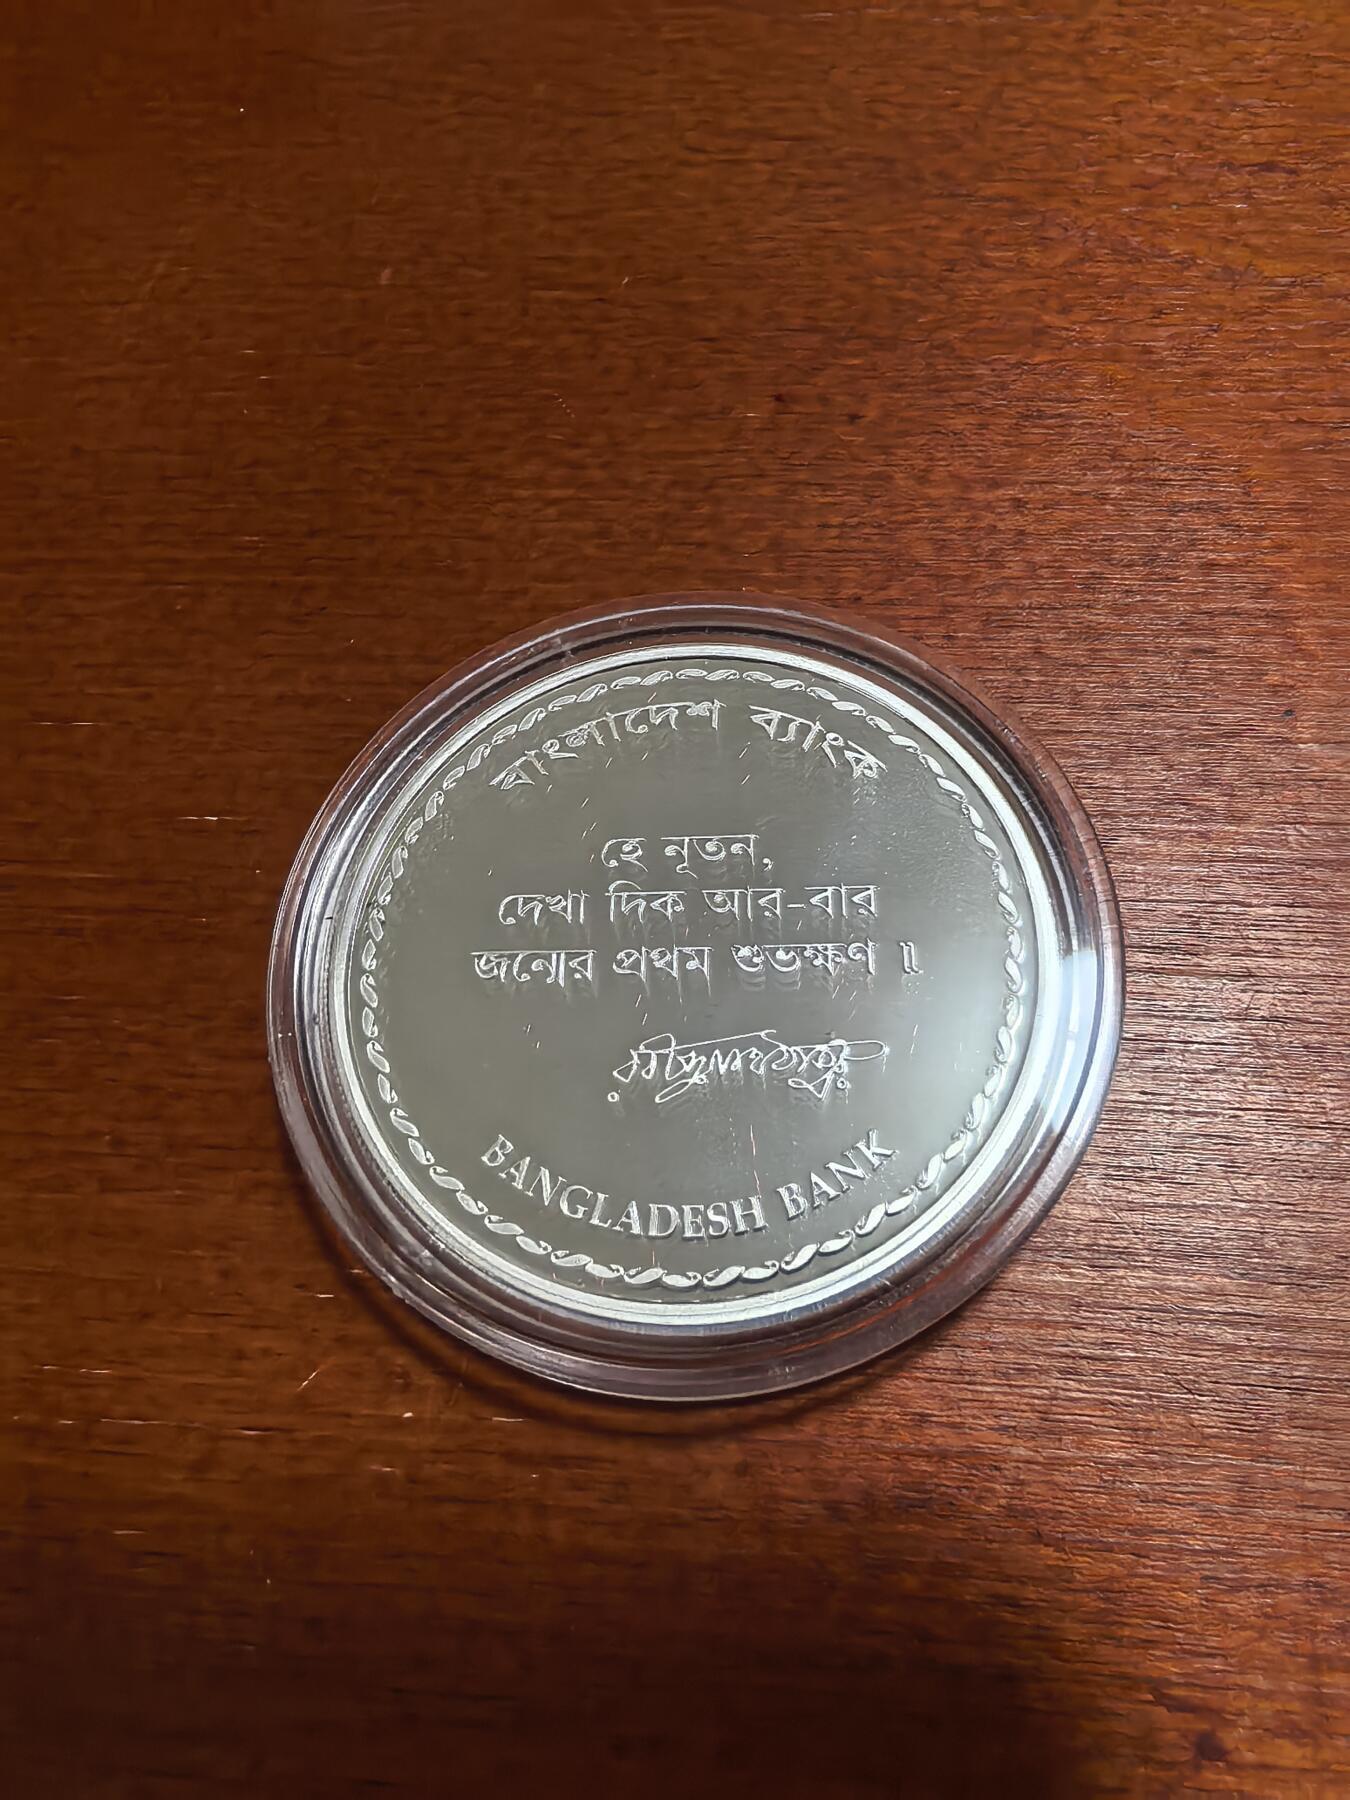 বাংলাদেশ ব্যাংক
হে নূতন,
দেখা দিক আর-বার
জন্মের প্রথম শুভক্ষণ ॥
রবীন্দ্রনাথ ঠাকুর
BANGLADESH BANK